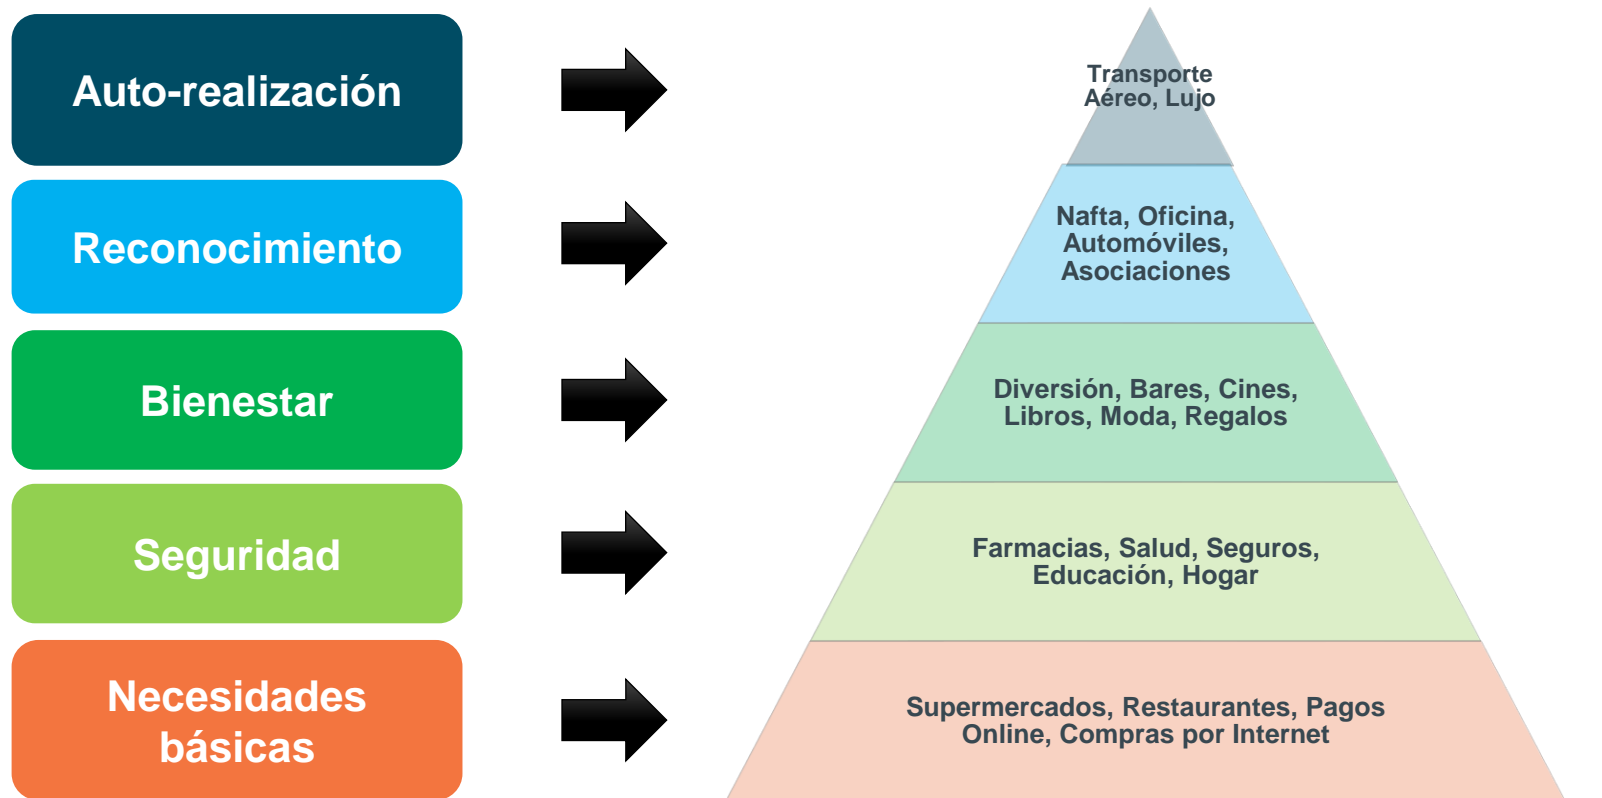 Auto-realización
Transporte
Aéreo, Lujo
Reconocimiento
Nafta, Oficina,
Automóviles,
Asociaciones
Bienestar
Diversión, Bares, Cines,
Libros, Moda, Regalos
Seguridad
Farmacias, Salud, Seguros,
Educación, Hogar
Necesidades
básicas
Supermercados, Restaurantes, Pagos
Online, Compras por Internet